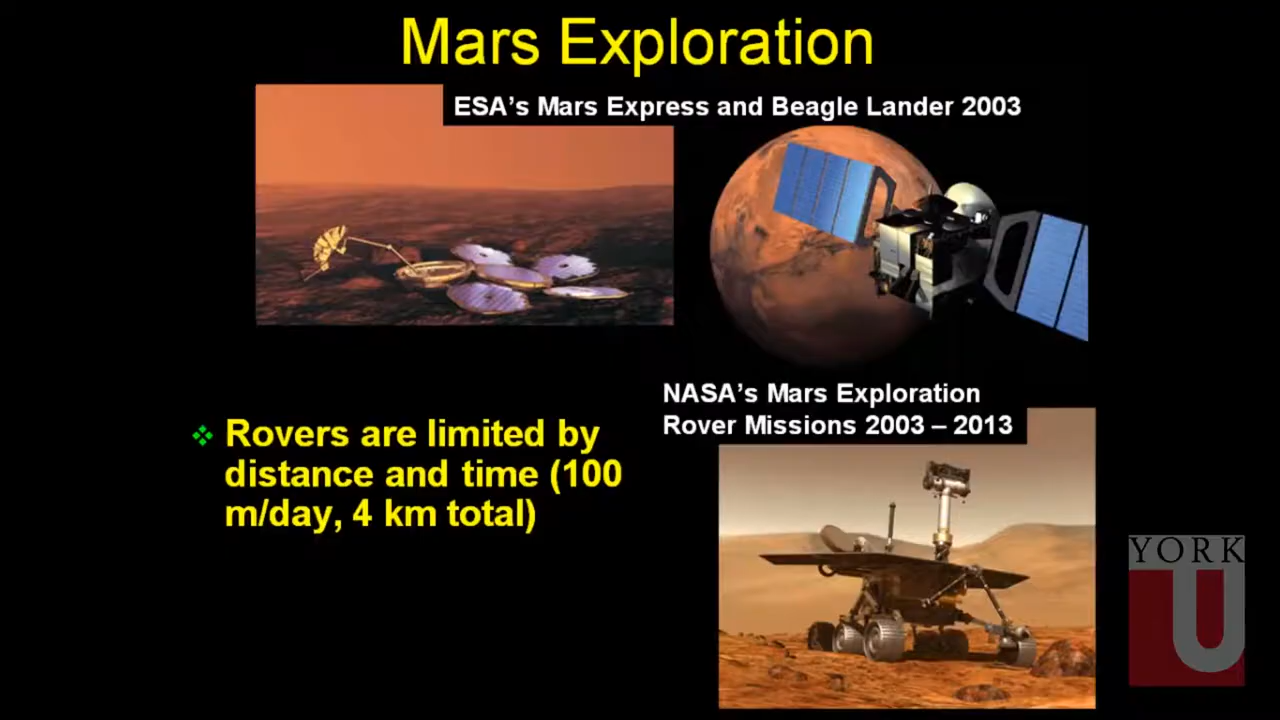 Mars Exploration
ESA's Mars Express and Beagle Lander 2003
NASA's Mars Exploration
Rover Missions 2003 – 2013
Rovers are limited by
distance and time (100
m/day, 4 km total)
YORK
U